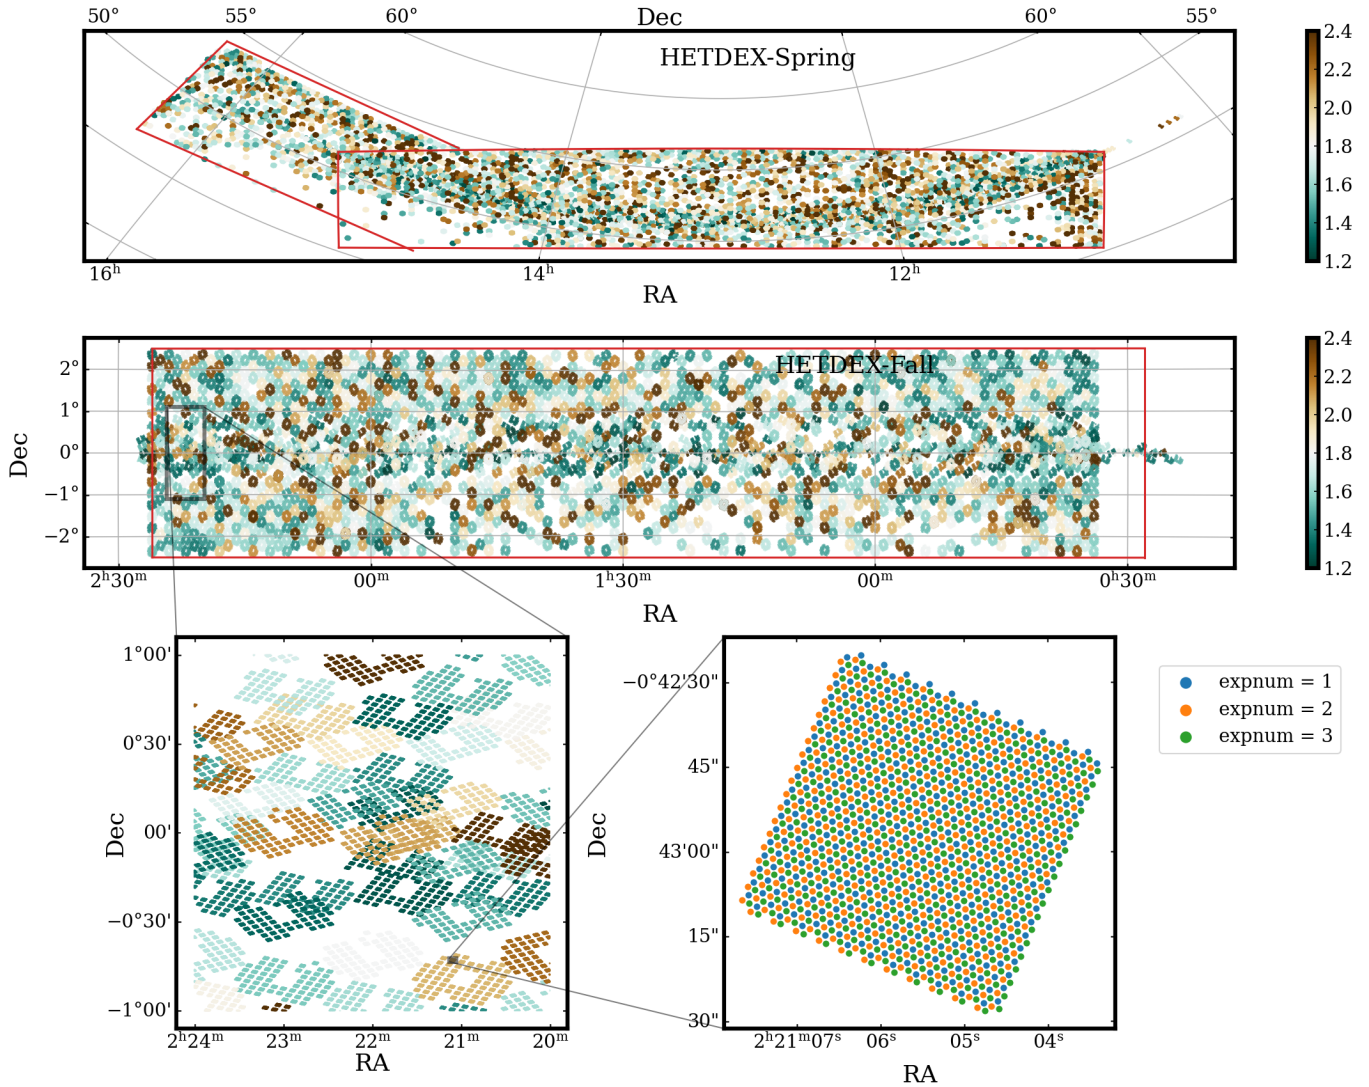 50° 55° 60° Dec 60° 55°
HETDEX-Spring
2.4
2.2
2.0
1.8
1.6
1.4
1.2
16ʰ 14ʰ 12ʰ
RA
HETDEX-Fall
Dec
2°
1°
0°
−1°
−2°
2.4
2.2
2.0
1.8
1.6
1.4
1.2
2ʰ30ᵐ 00ᵐ 1ʰ30ᵐ 00ᵐ 0ʰ30ᵐ
RA
Dec
1°00'
0°30'
00'
−0°30'
−1°00'
2ʰ24ᵐ 23ᵐ 22ᵐ 21ᵐ 20ᵐ
RA
Dec
−0°42'30"
45"
43'00"
15"
30"
2ʰ21ᵐ07ˢ 06ˢ 05ˢ 04ˢ
RA
expnum = 1
expnum = 2
expnum = 3